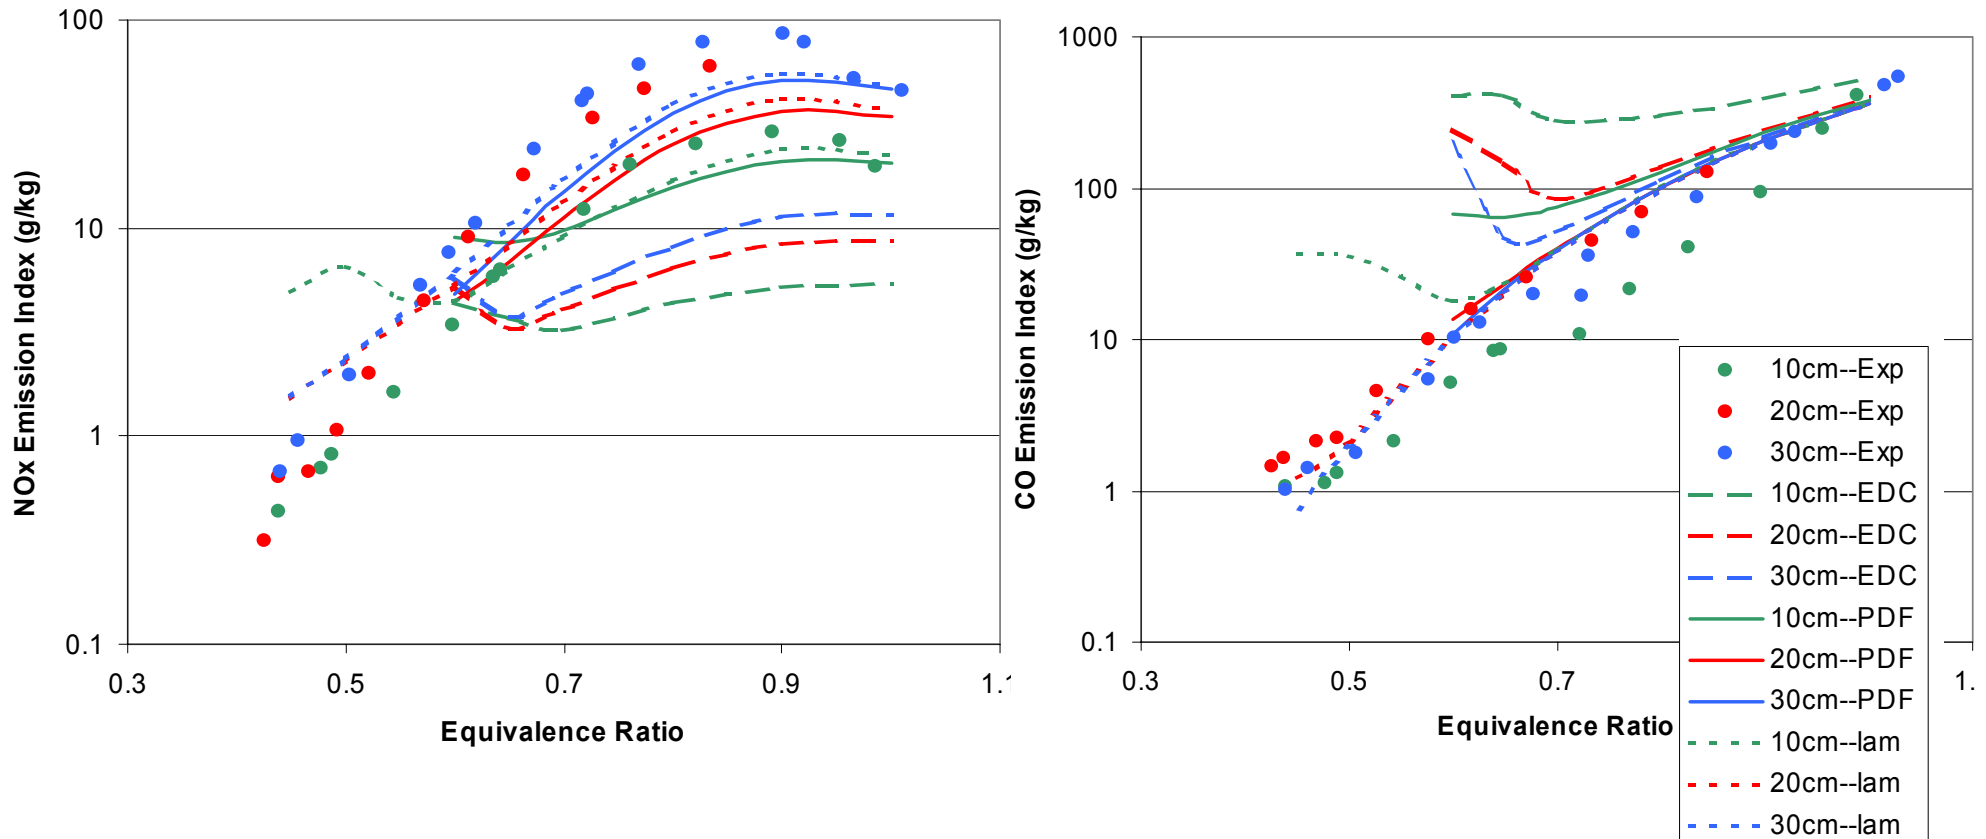 100
10
1
0.1
0.3
0.5
0.7
0.9
1.1
NOx Emission Index (g/kg)
Equivalence Ratio
1000
100
10
1
0.1
0.3
0.5
0.7
1.
CO Emission Index (g/kg)
Equivalence Ratio
10cm--Exp
20cm--Exp
30cm--Exp
10cm--EDC
20cm--EDC
30cm--EDC
10cm--PDF
20cm--PDF
30cm--PDF
10cm--lam
20cm--lam
30cm--lam